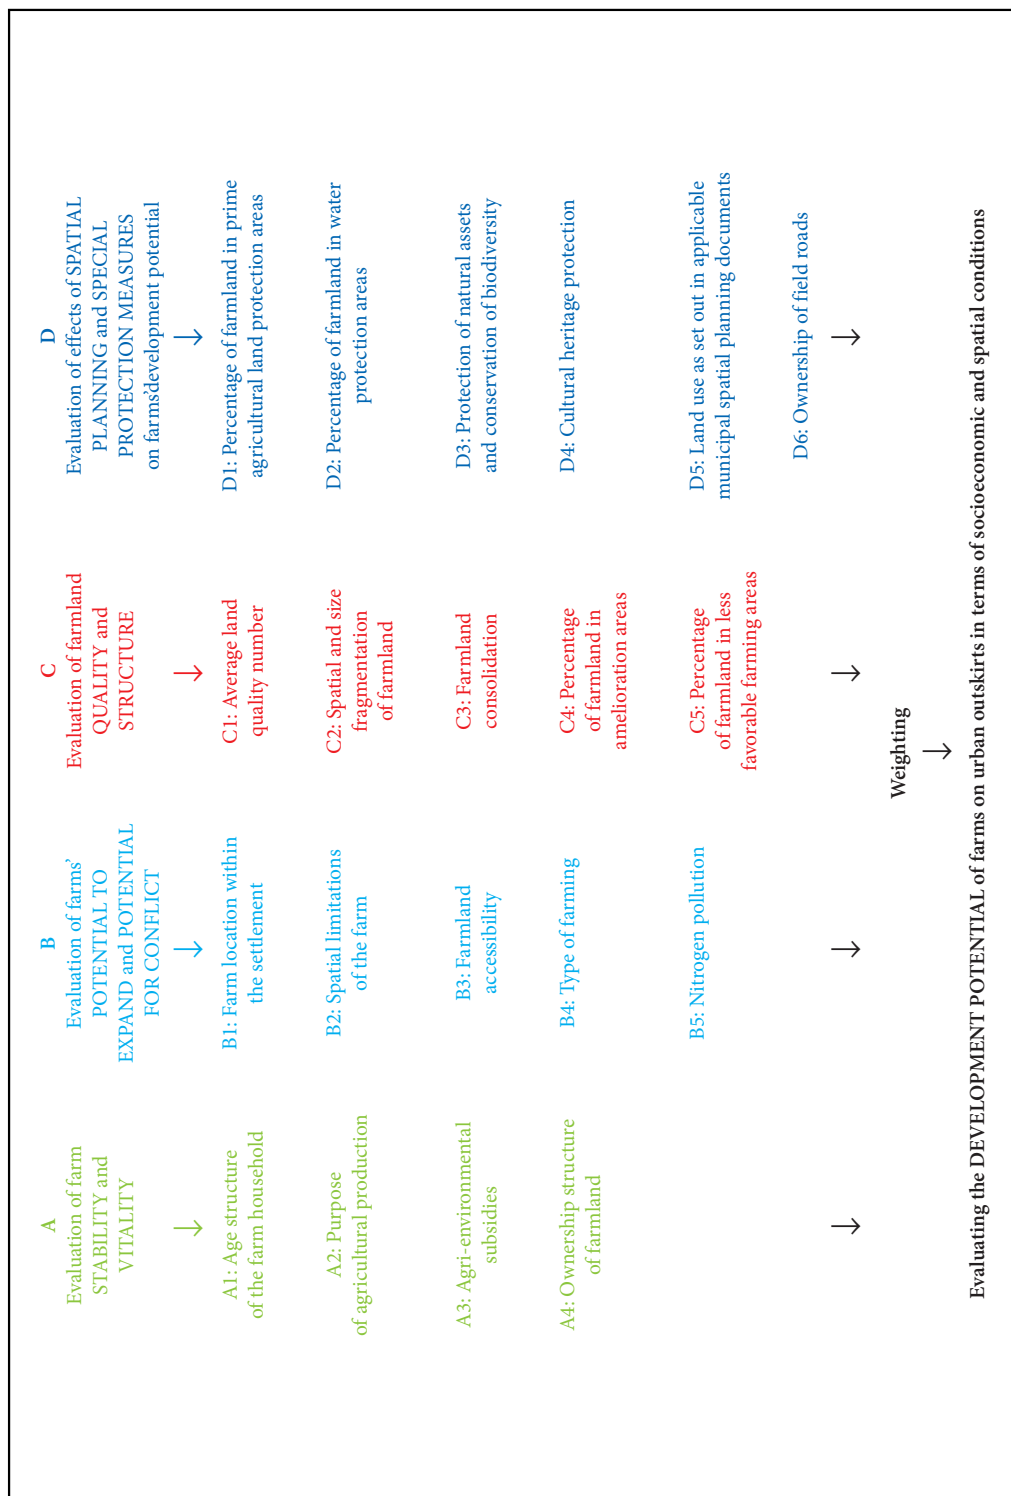 A
Evaluation of farm
STABILITY and
VITALITY
A1: Age structure
of the farm household
A2: Purpose
of agricultural production
A3: Agri-environmental
subsidies
A4: Ownership structure
of farmland
B
Evaluation of farms'
POTENTIAL TO
EXPAND and POTENTIAL
FOR CONFLICT
B1: Farm location within
the settlement
B2: Spatial limitations
of the farm
B3: Farmland
accessibility
B4: Type of farming
B5: Nitrogen pollution
C
Evaluation of farmland
QUALITY and
STRUCTURE
C1: Average land
quality number
C2: Spatial and size
fragmentation
of farmland
C3: Farmland
consolidation
C4: Percentage
of farmland in
amelioration areas
C5: Percentage
of farmland in less
favorable farming areas
D
Evaluation of effects of SPATIAL
PLANNING and SPECIAL
PROTECTION MEASURES
on farms'development potential
D1: Percentage of farmland in prime
agricultural land protection areas
D2: Percentage of farmland in water
protection areas
D3: Protection of natural assets
and conservation of biodiversity
D4: Cultural heritage protection
D5: Land use as set out in applicable
municipal spatial planning documents
D6: Ownership of field roads
Weighting
Evaluating the DEVELOPMENT POTENTIAL of farms on urban outskirts in terms of socioeconomic and spatial conditions